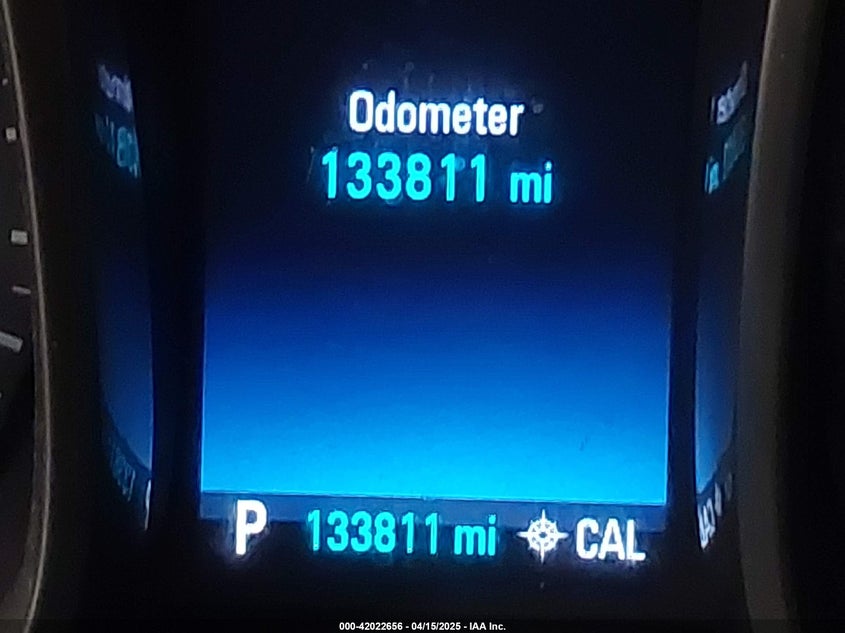 Odometer
133811 mi
P 133811 mi CAL
000-42022656 - 04/15/2025 - IAA Inc.